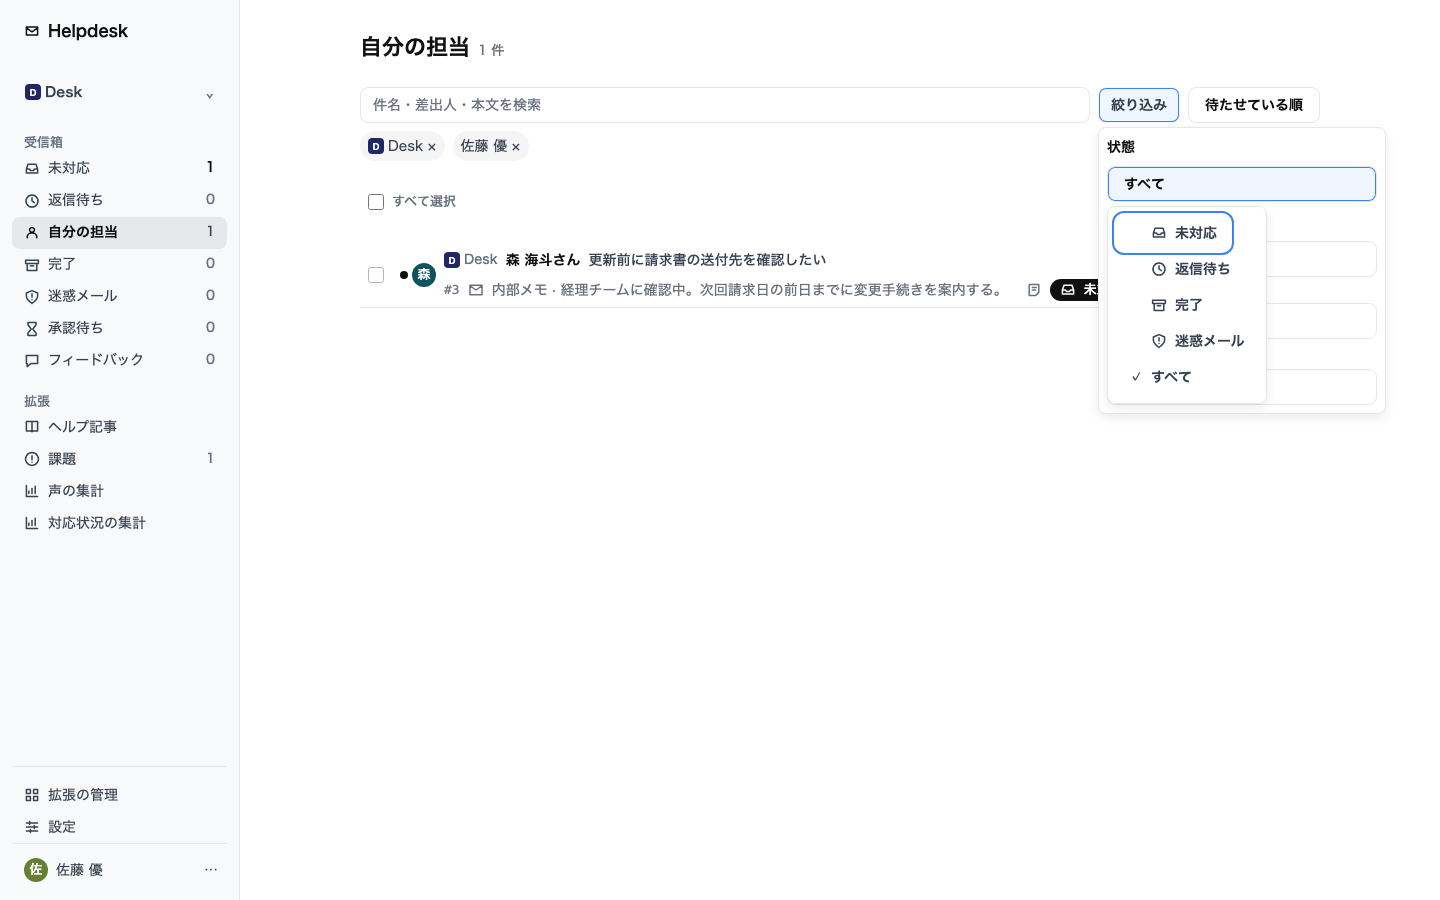 Helpdesk
D Desk
受信箱
未対応 1
返信待ち 0
自分の担当 1
完了 0
迷惑メール 0
承認待ち 0
フィードバック 0
拡張
ヘルプ記事
課題 1
声の集計
対応状況の集計
拡張の管理
設定
佐 佐藤 優 ...
自分の担当 1 件
件名・差出人・本文を検索
絞り込み
待たせている順
D Desk ×
佐藤 優 ×
すべて選択
森 D Desk 森 海斗さん 更新前に請求書の送付先を確認したい
#3 内部メモ · 経理チームに確認中。次回請求日の前日までに変更手続きを案内する。 未
状態
すべて
未対応
返信待ち
完了
迷惑メール
✓ すべて